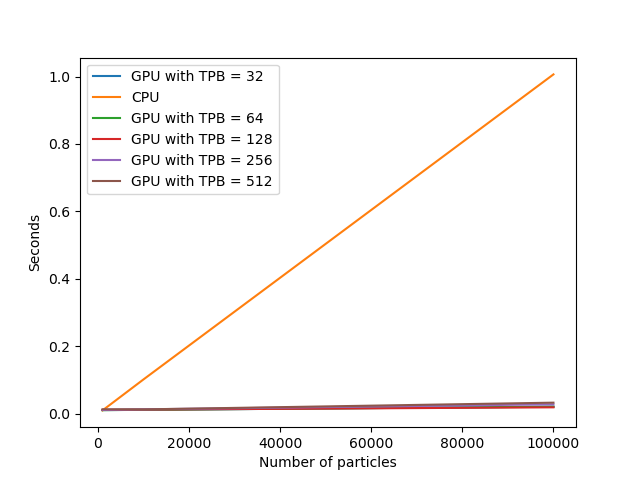 GPU with TPB = 32
CPU
GPU with TPB = 64
GPU with TPB = 128
GPU with TPB = 256
GPU with TPB = 512
1.0
0.8
0.6
0.4
0.2
0.0
Seconds
0 20000 40000 60000 80000 100000
Number of particles